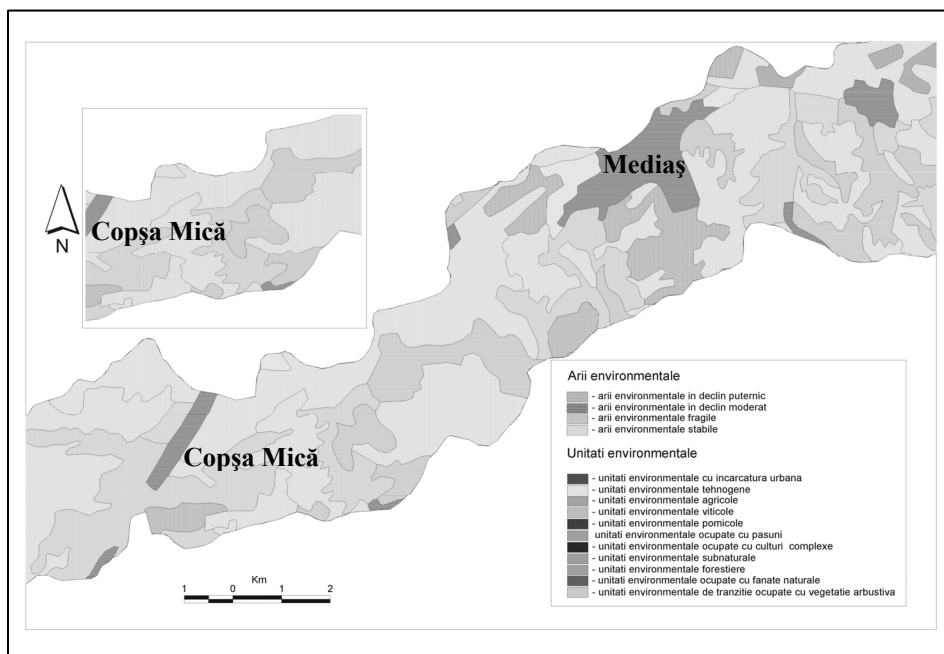 Mediaş
Copşa Mică
N
Copşa Mică
Km
1 0 1 2
Arii environmentale
- arii environmentale in declin puternic
- arii environmentale in declin moderat
- arii environmentale fragile
- arii environmentale stabile
Unitati environmentale
- unitati environmentale cu incarcatura urbana
- unitati environmentale tehnogene
- unitati environmentale agricole
- unitati environmentale viticole
- unitati environmentale pomicole
unitati environmentale ocupate cu pasuni
- unitati environmentale ocupate cu culturi complexe
- unitati environmentale subnaturale
- unitati environmentale forestiere
- unitati environmentale ocupate cu fanate naturale
- unitati environmentale de tranzitie ocupate cu vegetatie arbustiva